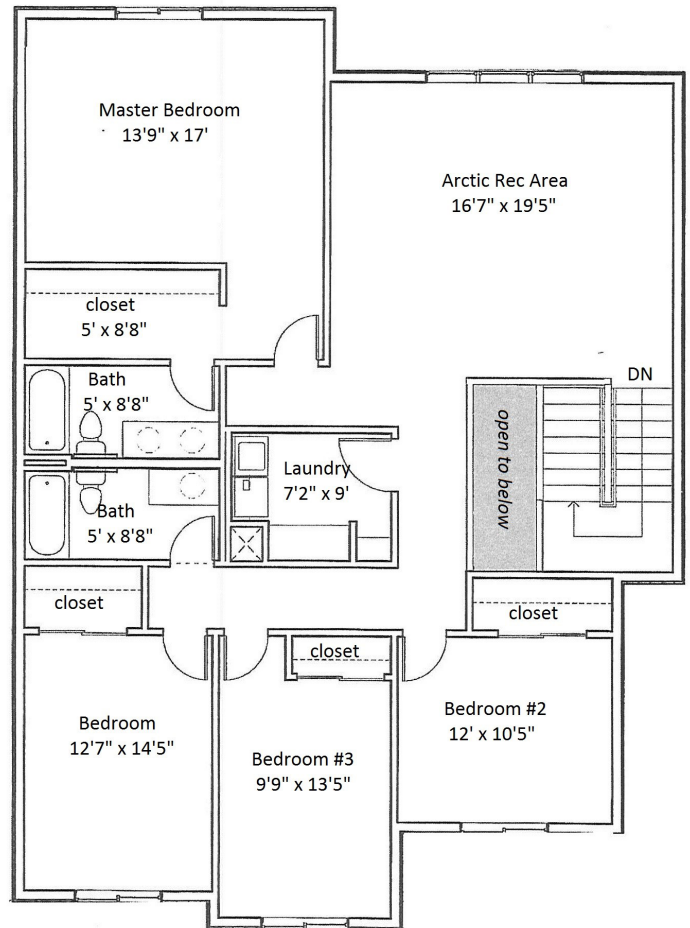 Master Bedroom
13'9" x 17'
Arctic Rec Area
16'7" x 19'5"
closet
5' x 8'8"
DN
Bath
5' x 8'8"
open to below
Laundry
7'2" x 9'
Bath
5' x 8'8"
closet
closet
closet
Bedroom #2
12' x 10'5"
Bedroom
12'7" x 14'5"
Bedroom #3
9'9" x 13'5"